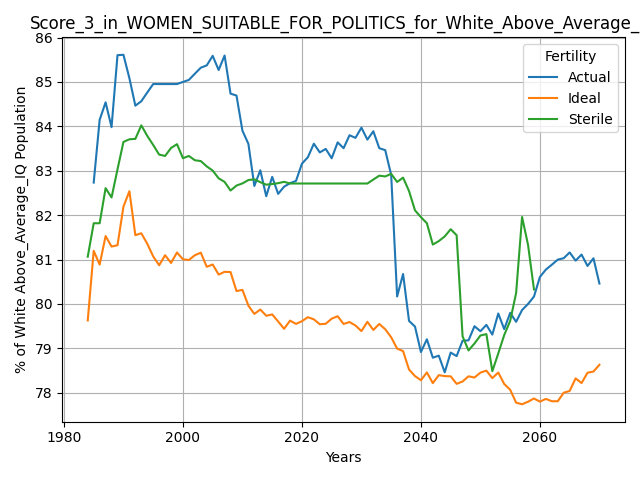 Score_3_in_WOMEN_SUITABLE_FOR_POLITICS_for_White_Above_Average_
86
85
84
83
82
81
80
79
78
% of White Above_Average_IQ Population
Fertility
Actual
Ideal
Sterile
1980
2000
2020
2040
2060
Years